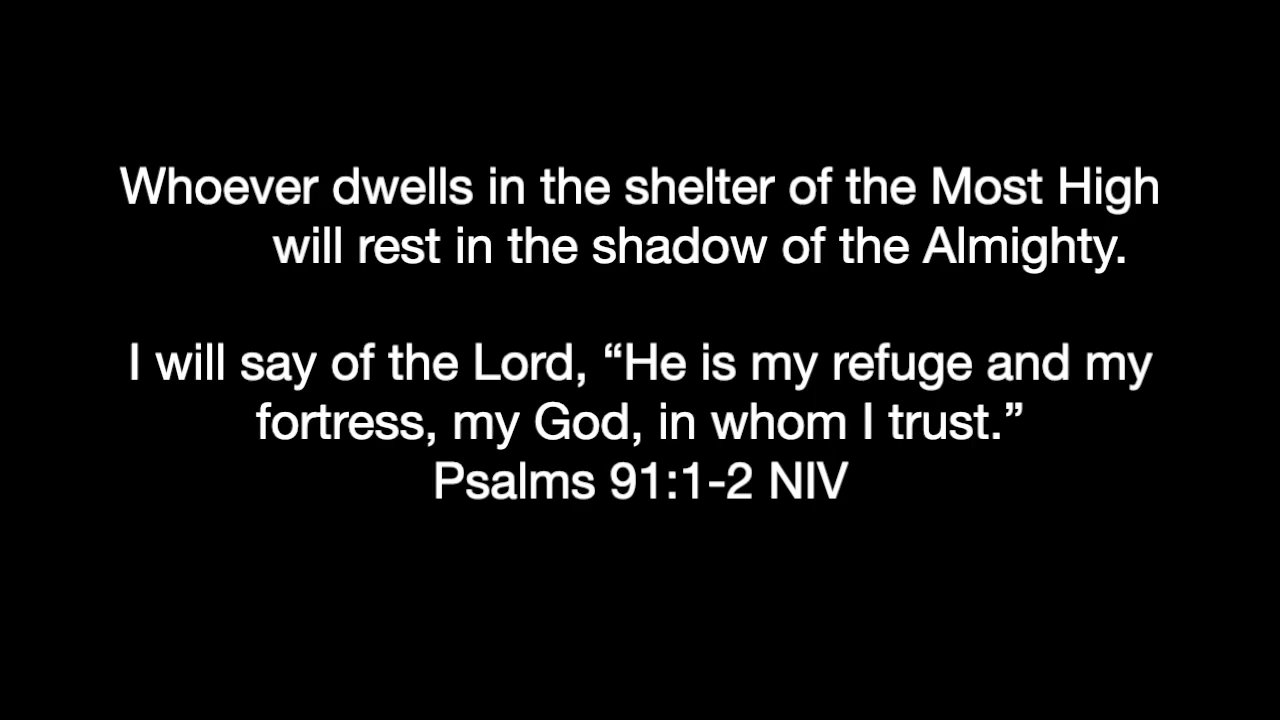 Whoever dwells in the shelter of the Most High
will rest in the shadow of the Almighty.
I will say of the Lord, “He is my refuge and my
fortress, my God, in whom I trust.”
Psalms 91:1-2 NIV